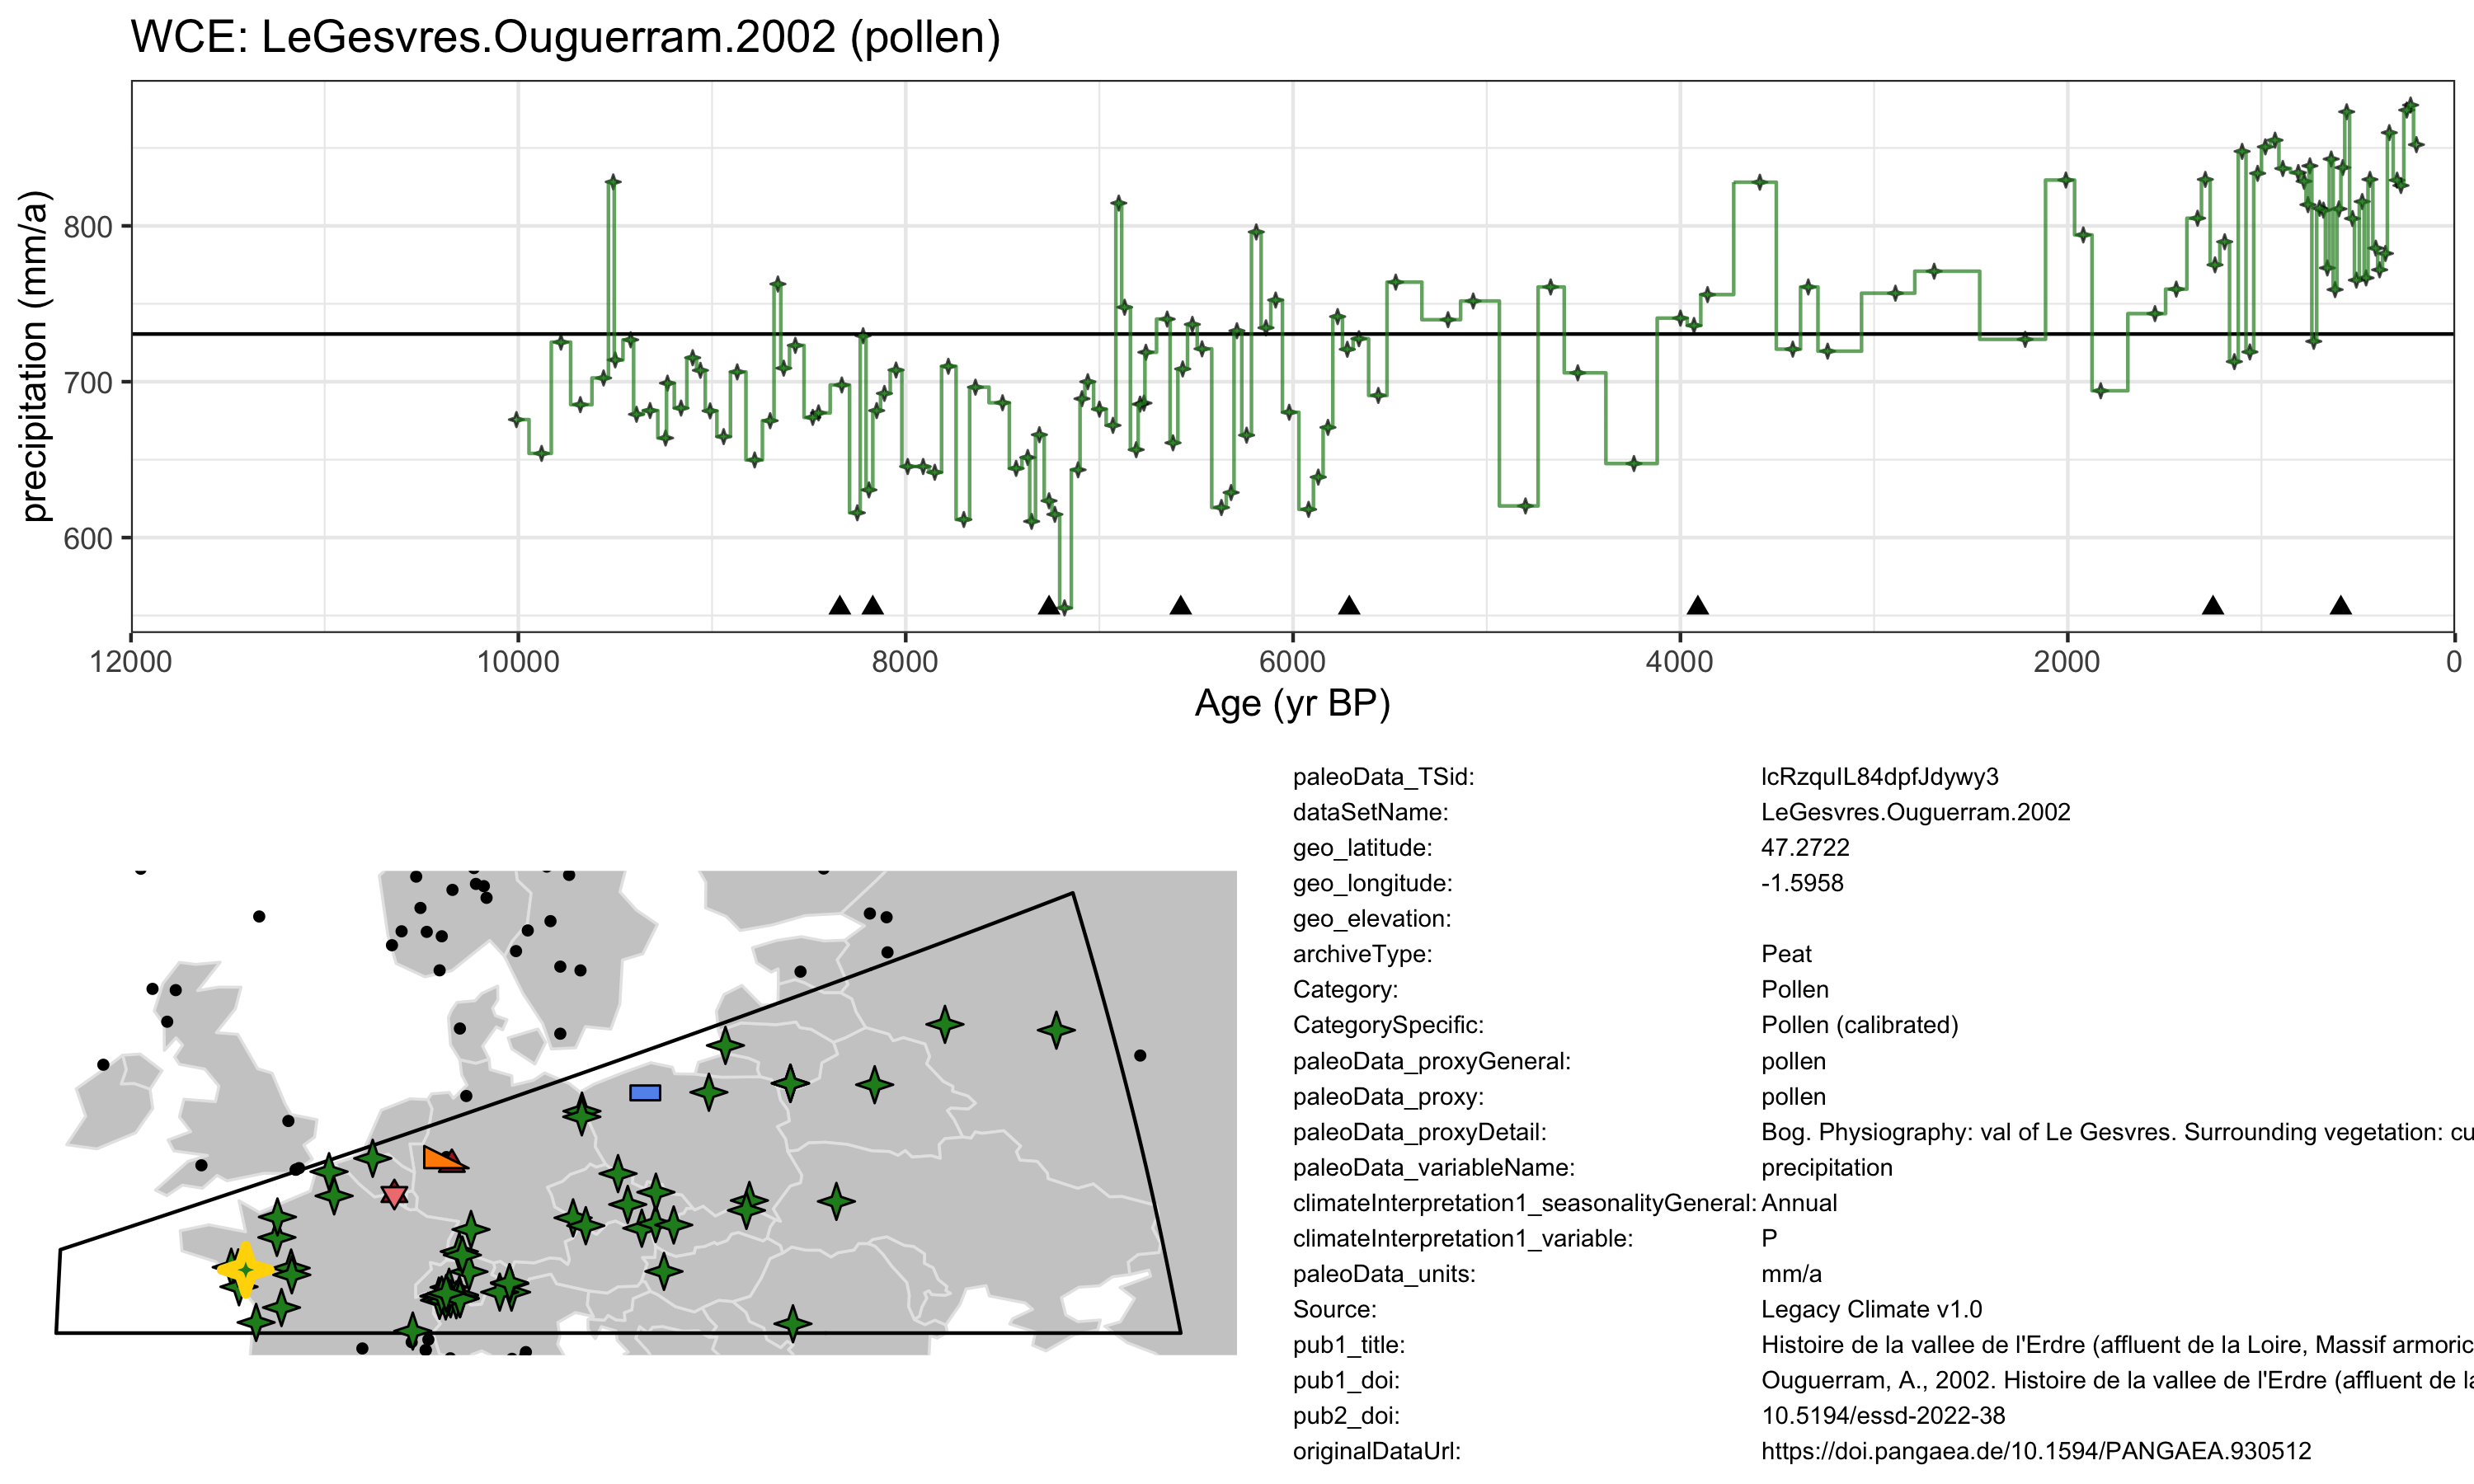 WCE: LeGesvres.Ouguerram.2002 (pollen)
precipitation (mm/a)
800
700
600
12000 10000 8000 6000 4000 2000 0
Age (yr BP)
paleoData_TSid: lcRzquIL84dpfJdywy3
dataSetName: LeGesvres.Ouguerram.2002
geo_latitude: 47.2722
geo_longitude: -1.5958
geo_elevation:
archiveType: Peat
Category: Pollen
CategorySpecific: Pollen (calibrated)
paleoData_proxyGeneral: pollen
paleoData_proxy: pollen
paleoData_proxyDetail: Bog. Physiography: val of Le Gesvres. Surrounding vegetation: cu
paleoData_variableName: precipitation
climateInterpretation1_seasonalityGeneral: Annual
climateInterpretation1_variable: P
paleoData_units: mm/a
Source: Legacy Climate v1.0
pub1_title: Histoire de la vallee de l'Erdre (affluent de la Loire, Massif armoric
pub1_doi: Ouguerram, A., 2002. Histoire de la vallee de l'Erdre (affluent de la
pub2_doi: 10.5194/essd-2022-38
originalDataUrl: https://doi.pangaea.de/10.1594/PANGAEA.930512